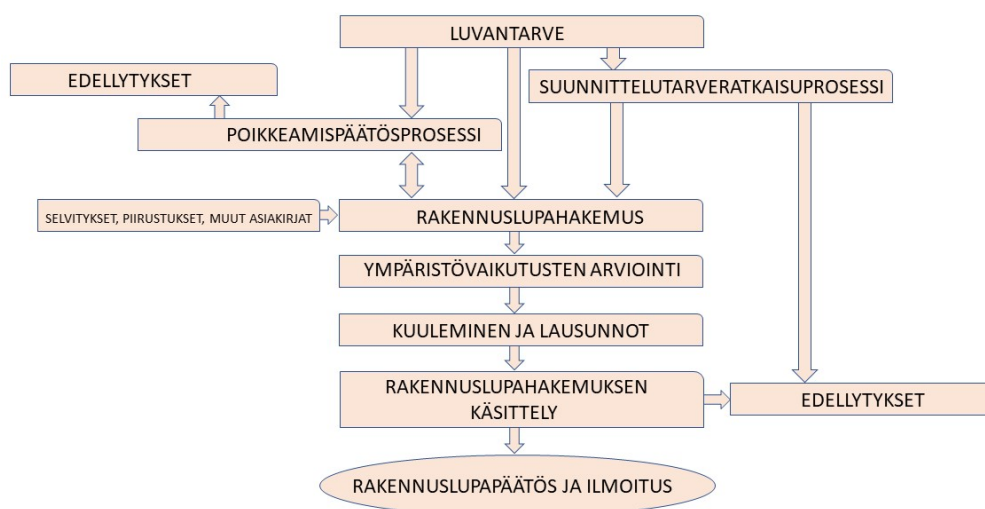 LUVANTARVE
EDELLYTYKSET
SUUNNITTELUTARVERATKAISUPROSESSI
POIKKEAMISPÄÄTÖSPROSESSI
SELVITYKSET, PIIRUSTUKSET, MUUT ASIAKIRJAT
RAKENNUSLUPAHAKEMUS
YMPÄRISTÖVAIKUTUSTEN ARVIOINTI
KUULEMINEN JA LAUSUNNOT
RAKENNUSLUPAHAKEMUKSEN
KÄSITTELY
EDELLYTYKSET
RAKENNUSLUPAPÄÄTÖS JA ILMOITUS